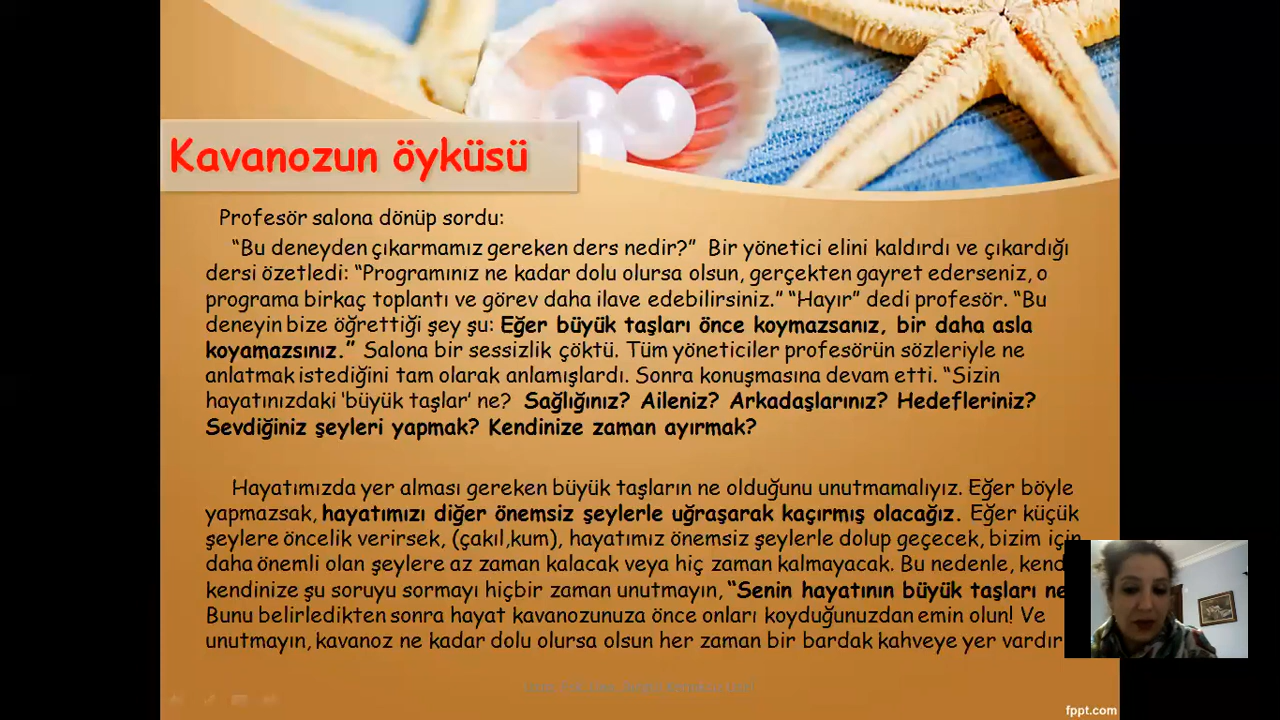 Kavanozun öyküsü
Profesör salona dönüp sordu:
“Bu deneyden çıkarmamız gereken ders nedir?” Bir yönetici elini kaldırdı ve çıkardığı
dersi özetledi: “Programınız ne kadar dolu olursa olsun, gerçekten gayret ederseniz, o
programa birkaç toplantı ve görev daha ilave edebilirsiniz.” “Hayır” dedi profesör. “Bu
deneyin bize öğrettiği şey şu: Eğer büyük taşları önce koymazsanız, bir daha asla
koyamazsınız.” Salona bir sessizlik çöktü. Tüm yöneticiler profesörün sözleriyle ne
anlatmak istediğini tam olarak anlamışlardı. Sonra konuşmasına devam etti. “Sizin
hayatınızdaki ‘büyük taşlar’ ne? Sağlığınız? Aileniz? Arkadaşlarınız? Hedefleriniz?
Sevdiğiniz şeyleri yapmak? Kendinize zaman ayırmak?
Hayatımızda yer alması gereken büyük taşların ne olduğunu unutmamalıyız. Eğer böyle
yapmazsak, hayatımızı diğer önemsiz şeylerle uğraşarak kaçırmış olacağız. Eğer küçük
şeylere öncelik verirsek, (çakıl,kum), hayatımız önemsiz şeylerle dolup geçecek, bizim için
daha önemli olan şeylere az zaman kalacak veya hiç zaman kalmayacak. Bu nedenle, kend
kendinize şu soruyu sormayı hiçbir zaman unutmayın, “Senin hayatının büyük taşları ne
Bunu belirledikten sonra hayat kavanozunuza önce onları koyduğunuzdan emin olun! Ve
unutmayın, kavanoz ne kadar dolu olursa olsun her zaman bir bardak kahveye yer vardır
fppt.com